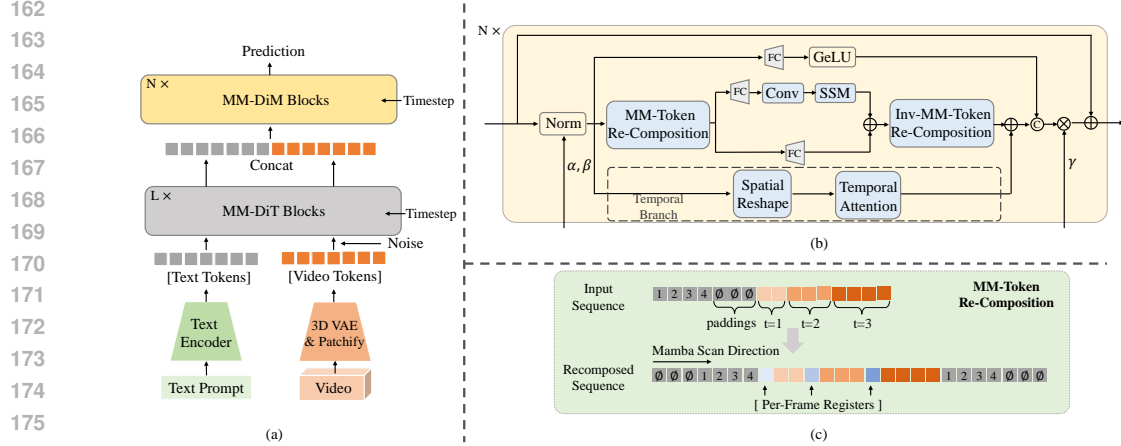 162
163
164
165
166
167
168
169
170
171
172
173
174
175
Prediction
N ×
MM-DiM Blocks
Timestep
Concat
L ×
MM-DiT Blocks
Timestep
Noise
[Text Tokens]
[Video Tokens]
Text
Encoder
3D VAE
& Patchify
Text Prompt
Video
(a)
N ×
FC
GeLU
FC
Conv
SSM
Norm
MM-Token
Re-Composition
Inv-MM-Token
Re-Composition
C
FC
α, β
γ
Temporal
Branch
Spatial
Reshape
Temporal
Attention
(b)
Input
Sequence
1 2 3 4 Ø Ø Ø
MM-Token
Re-Composition
paddings
t=1
t=2
t=3
Mamba Scan Direction
Recomposed
Sequence
Ø Ø Ø 1 2 3 4
1 2 3 4 Ø Ø Ø
[ Per-Frame Registers ]
(c)